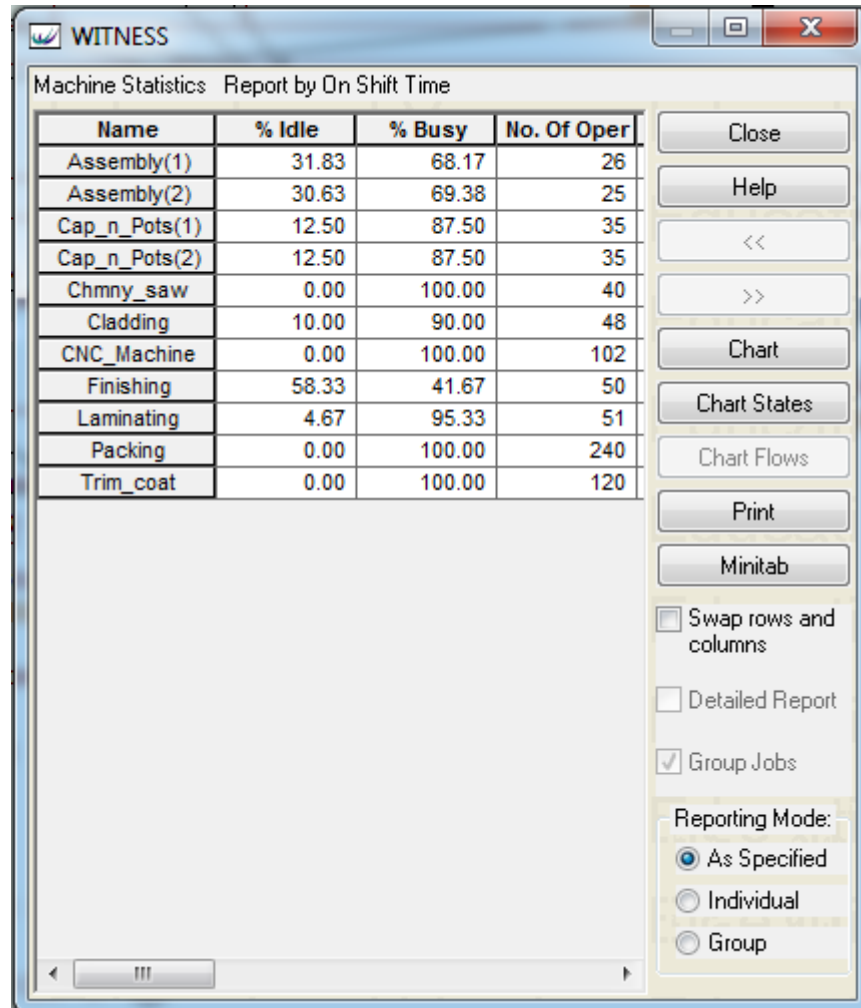 WITNESS
Machine Statistics Report by On Shift Time
Name % Idle % Busy No. Of Oper
Assembly(1) 31.83 68.17 26
Assembly(2) 30.63 69.38 25
Cap_n_Pots(1) 12.50 87.50 35
Cap_n_Pots(2) 12.50 87.50 35
Chmny_saw 0.00 100.00 40
Cladding 10.00 90.00 48
CNC_Machine 0.00 100.00 102
Finishing 58.33 41.67 50
Laminating 4.67 95.33 51
Packing 0.00 100.00 240
Trim_coat 0.00 100.00 120
Close
Help
<<
>>
Chart
Chart States
Chart Flows
Print
Minitab
Swap rows and
columns
Detailed Report
Group Jobs
Reporting Mode:
As Specified
Individual
Group